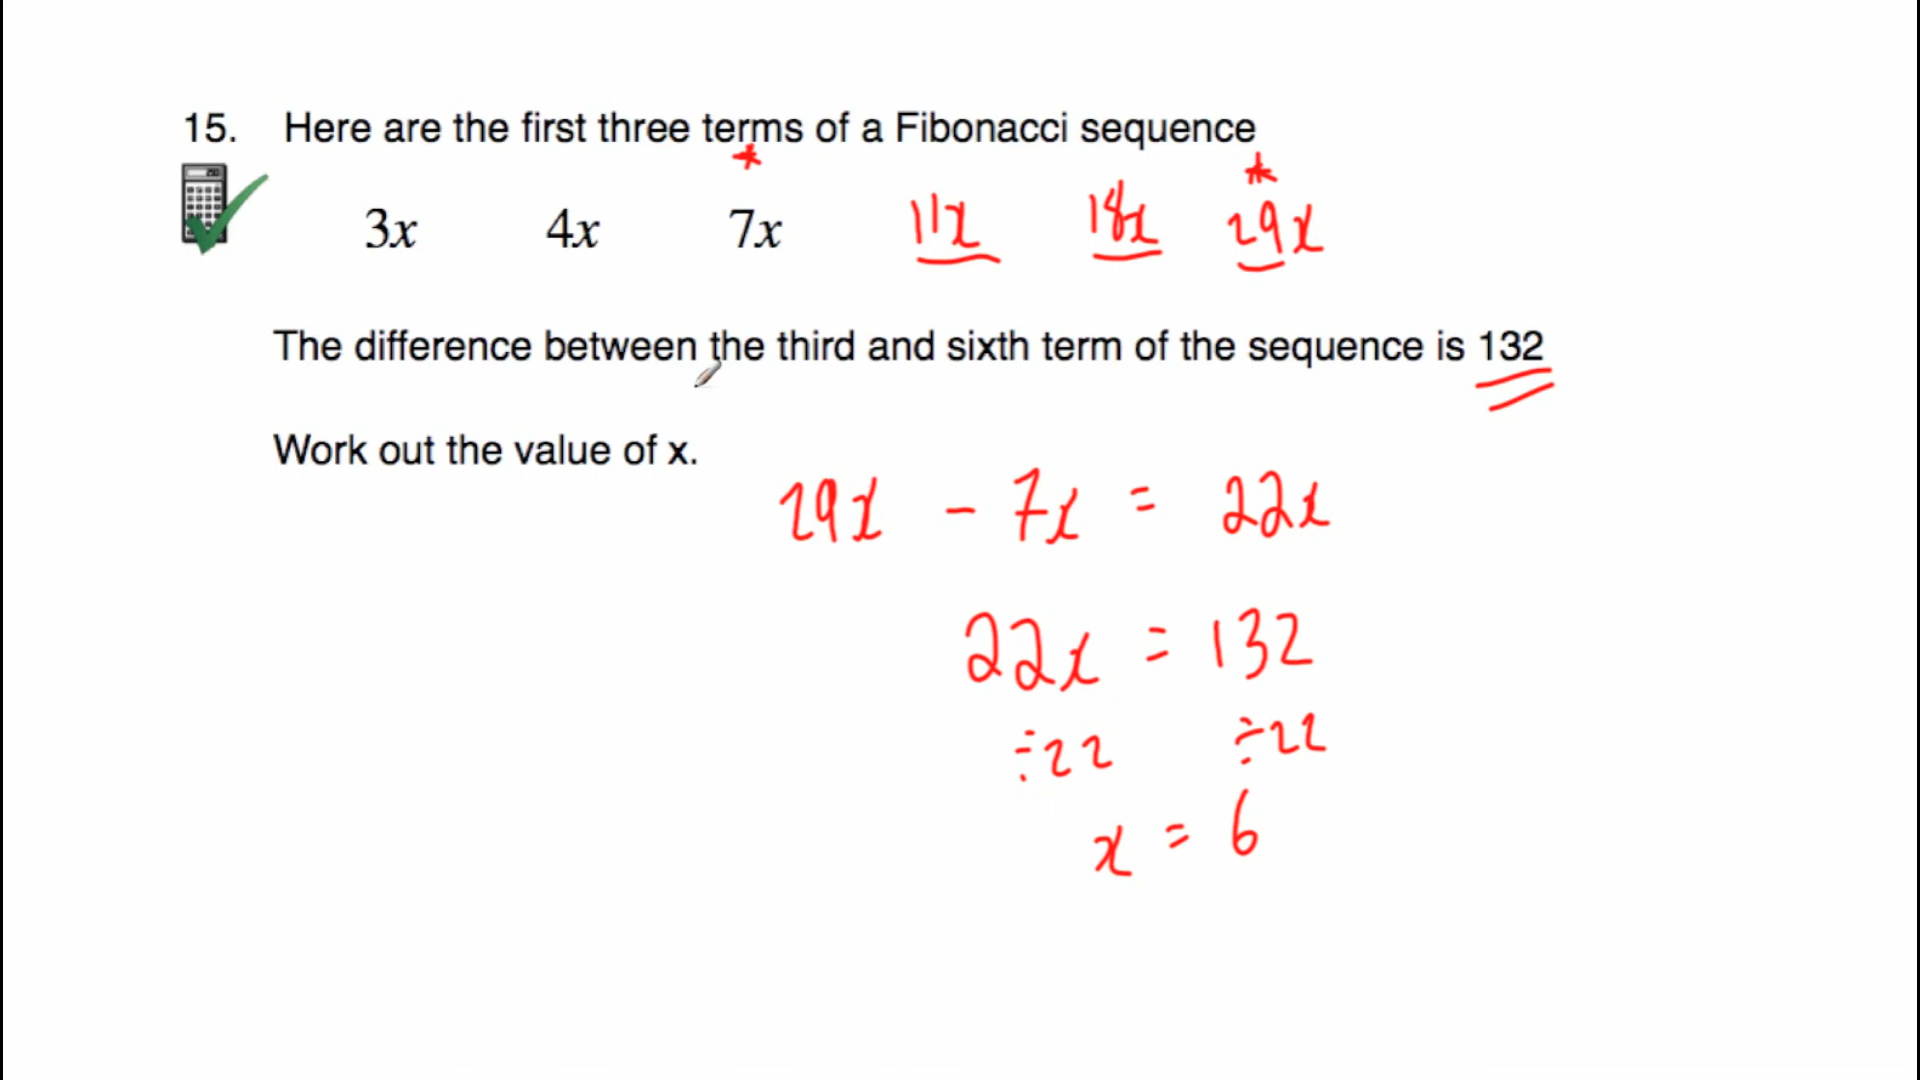 15. Here are the first three terms of a Fibonacci sequence
3x 4x 7x 11x 18x 29x
The difference between the third and sixth term of the sequence is 132
Work out the value of x.
29x - 7x = 22x
22x = 132
÷22 ÷22
x = 6